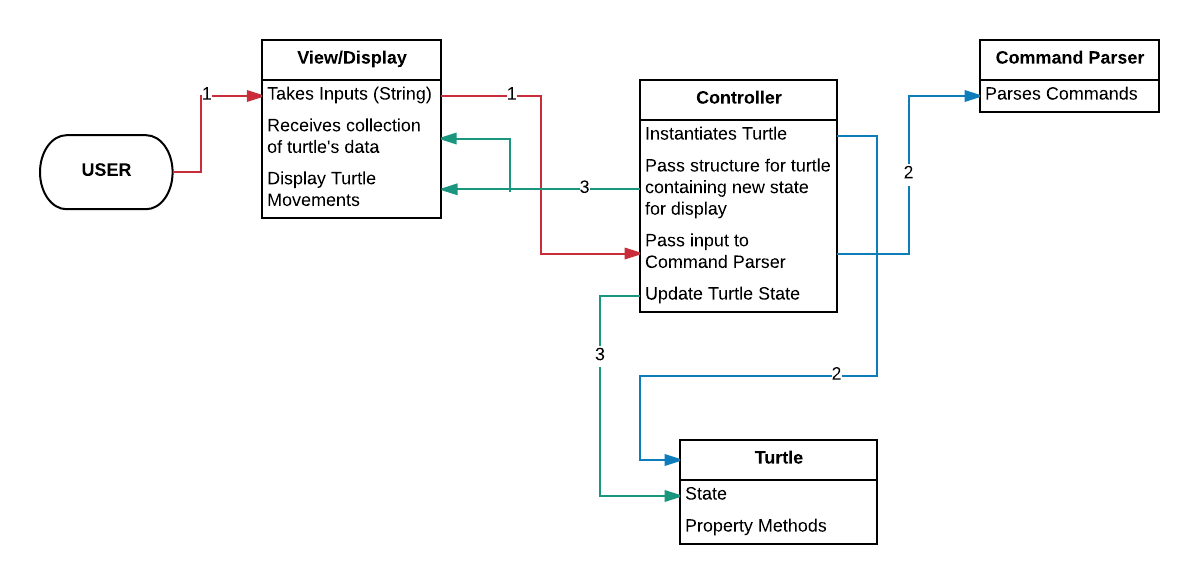 USER
1
View/Display
Takes Inputs (String)
Receives collection
of turtle's data
Display Turtle
Movements
1
3
Controller
Instantiates Turtle
Pass structure for turtle
containing new state
for display
Pass input to
Command Parser
Update Turtle State
2
Command Parser
Parses Commands
3
2
Turtle
State
Property Methods